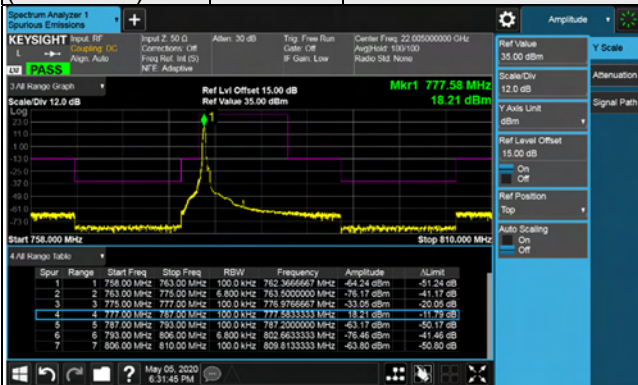 Spectrum Analyzer 1
Spurious Emissions
+
Amplitude
KEYSIGHT
Input: RF
Input Z: 50 Ω
Atten: 30 dB
Trig: Free Run
Center Freq: 22.005000000 GHz
L
Coupling: DC
Corrections: Off
Gate: Off
Avg|Hold: 100/100
Align: Auto
Freq Ref: Int (S)
IF Gain: Low
Radio Std: None
NFE: Adaptive
PASS
3 All Range Graph
Ref Lvl Offset 15.00 dB
Mkr1 777.58 MHz
Scale/Div 12.0 dB
Ref Value 35.00 dBm
18.21 dBm
Log
1
23.0
11.0
-1.00
-13.0
-25.0
-37.0
-49.0
-61.0
-73.0
Start 758.000 MHz
Stop 810.000 MHz
4 All Range Table
Spur Range Start Freq Stop Freq RBW Frequency Amplitude ΔLimit
1 1 758.00 MHz 763.00 MHz 100.0 kHz 762.3666667 MHz -64.24 dBm -51.24 dB
2 2 763.00 MHz 775.00 MHz 6.800 kHz 763.5000000 MHz -76.17 dBm -41.17 dB
3 3 775.00 MHz 777.00 MHz 100.0 kHz 776.9766667 MHz -33.05 dBm -20.05 dB
4 4 777.00 MHz 787.00 MHz 100.0 kHz 777.5833333 MHz 18.21 dBm -11.79 dB
5 5 787.00 MHz 793.00 MHz 100.0 kHz 787.2000000 MHz -63.17 dBm -50.17 dB
6 6 793.00 MHz 806.00 MHz 6.800 kHz 802.6633333 MHz -76.46 dBm -41.46 dB
7 7 806.00 MHz 810.00 MHz 100.0 kHz 809.8133333 MHz -63.80 dBm -50.80 dB
May 05, 2020
6:31:45 PM
?
Ref Value
35.00 dBm
Scale/Div
12.0 dB
Y Axis Unit
dBm
Ref Level Offset
15.00 dB
On
Off
Ref Position
Top
Auto Scaling
On
Off
Y Scale
Attenuation
Signal Path